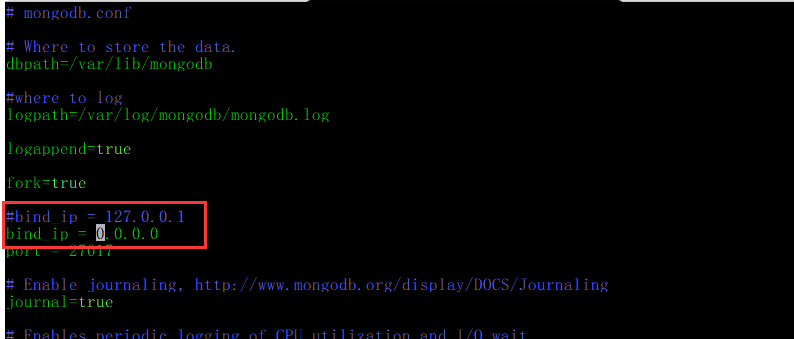 # mongodb.conf
# Where to store the data.
dbpath=/var/lib/mongodb
#where to log
logpath=/var/log/mongodb/mongodb.log
logappend=true
fork=true
#bind_ip = 127.0.0.1
bind_ip = 0.0.0.0
port = 27017
# Enable journaling, http://www.mongodb.org/display/DOCS/Journaling
journal=true
# Enables periodic logging of CPU utilization and I/O wait